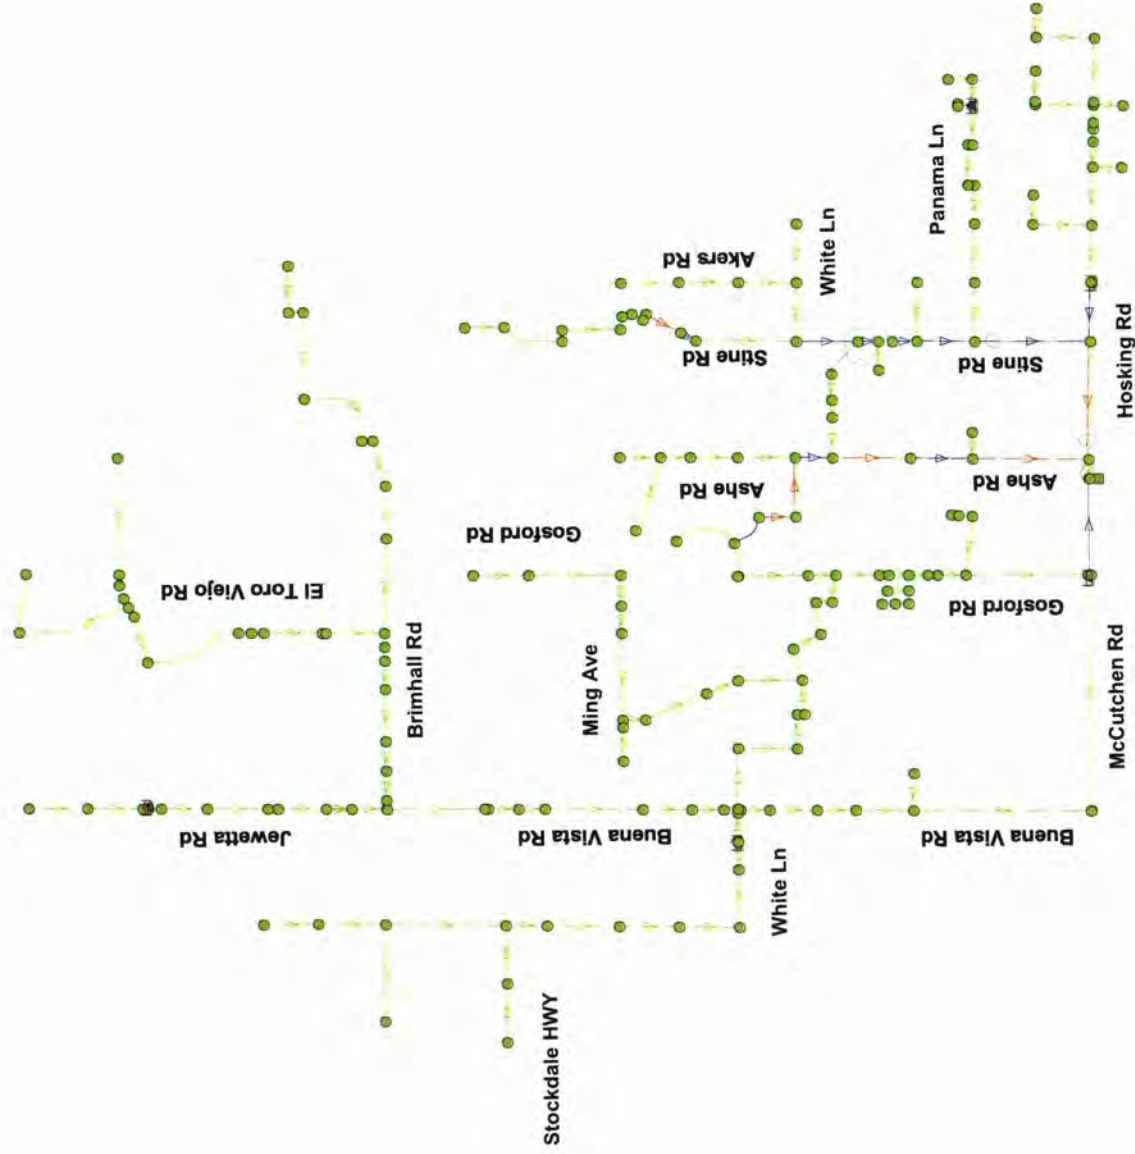 Panama Ln
Akers Rd
White Ln
Stine Rd
Stine Rd
Hosking Rd
Ashe Rd
Ashe Rd
Gosford Rd
Gosford Rd
El Toro Viejo Rd
Ming Ave
Brimhall Rd
McCutchen Rd
Jewetta Rd
Buena Vista Rd
Buena Vista Rd
White Ln
Stockdale HWY